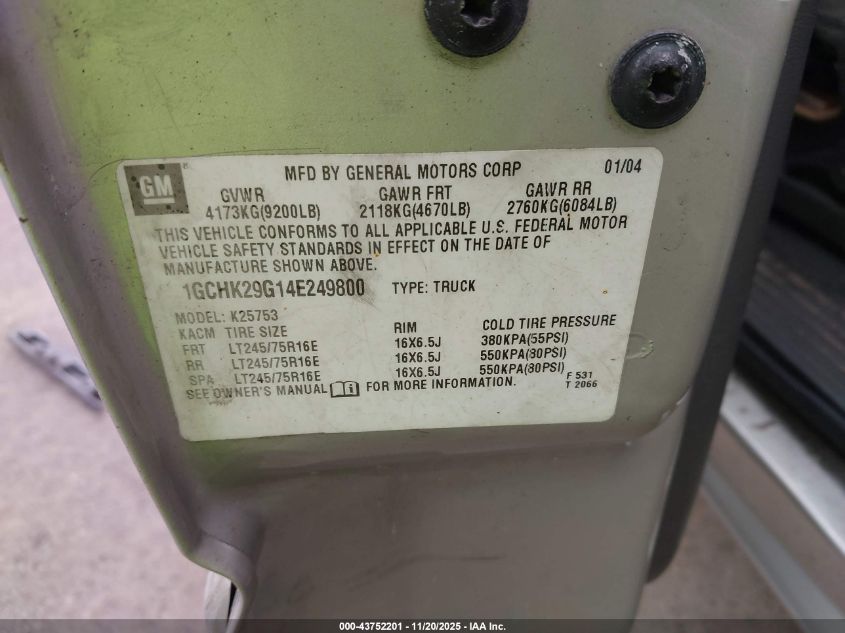 GM
MFD BY GENERAL MOTORS CORP 01/04
GVWR GAWR FRT GAWR RR
4173KG(9200LB) 2118KG(4670LB) 2760KG(6084LB)
THIS VEHICLE CONFORMS TO ALL APPLICABLE U.S. FEDERAL MOTOR
VEHICLE SAFETY STANDARDS IN EFFECT ON THE DATE OF
MANUFACTURE SHOWN ABOVE.
1GCHK29G14E249800 TYPE: TRUCK
MODEL: K25753
KACM TIRE SIZE RIM COLD TIRE PRESSURE
FRT LT245/75R16E 16X6.5J 380KPA(55PSI)
RR LT245/75R16E 16X6.5J 550KPA(80PSI)
SPA LT245/75R16E 16X6.5J 550KPA(80PSI)
SEE OWNER'S MANUAL FOR MORE INFORMATION.
F 531
T 2066
000-43752201 - 11/20/2025 - IAA Inc.